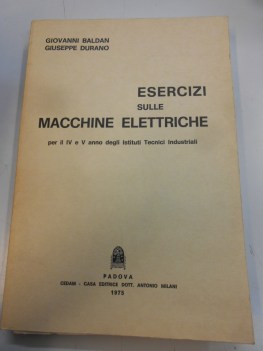 GIOVANNI BALDAN
GIUSEPPE DURANO
ESERCIZI
SULLE
MACCHINE ELETTRICHE
per il IV e V anno degli Istituti Tecnici Industriali
PADOVA
CEDAM - CASA EDITRICE DOTT. ANTONIO MILANI
1973